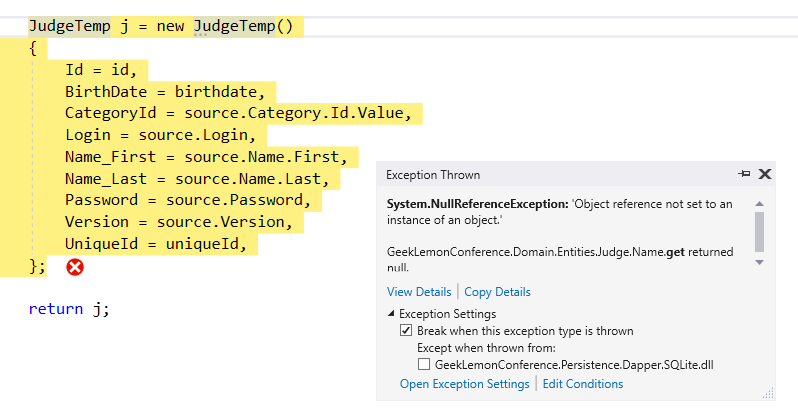 JudgeTemp j = new JudgeTemp()
{
Id = id,
BirthDate = birthdate,
CategoryId = source.Category.Id.Value,
Login = source.Login,
Name_First = source.Name.First,
Name_Last = source.Name.Last,
Password = source.Password,
Version = source.Version,
UniqueId = uniqueId,
};
return j;
Exception Thrown
System.NullReferenceException: 'Object reference not set to an
instance of an object.'
GeekLemonConference.Domain.Entities.Judge.Name.get returned
null.
View Details | Copy Details
Exception Settings
Break when this exception type is thrown
Except when thrown from:
GeekLemonConference.Persistence.Dapper.SQLite.dll
Open Exception Settings | Edit Conditions